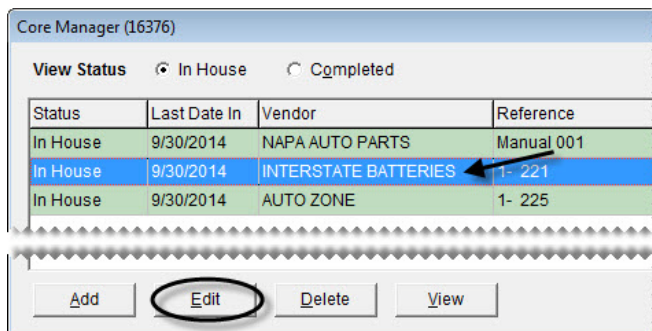 Core Manager (16376)
View Status In House Completed
Status Last Date In Vendor Reference
In House 9/30/2014 NAPA AUTO PARTS Manual 001
In House 9/30/2014 INTERSTATE BATTERIES 1- 221
In House 9/30/2014 AUTO ZONE 1- 225
Add Edit Delete View